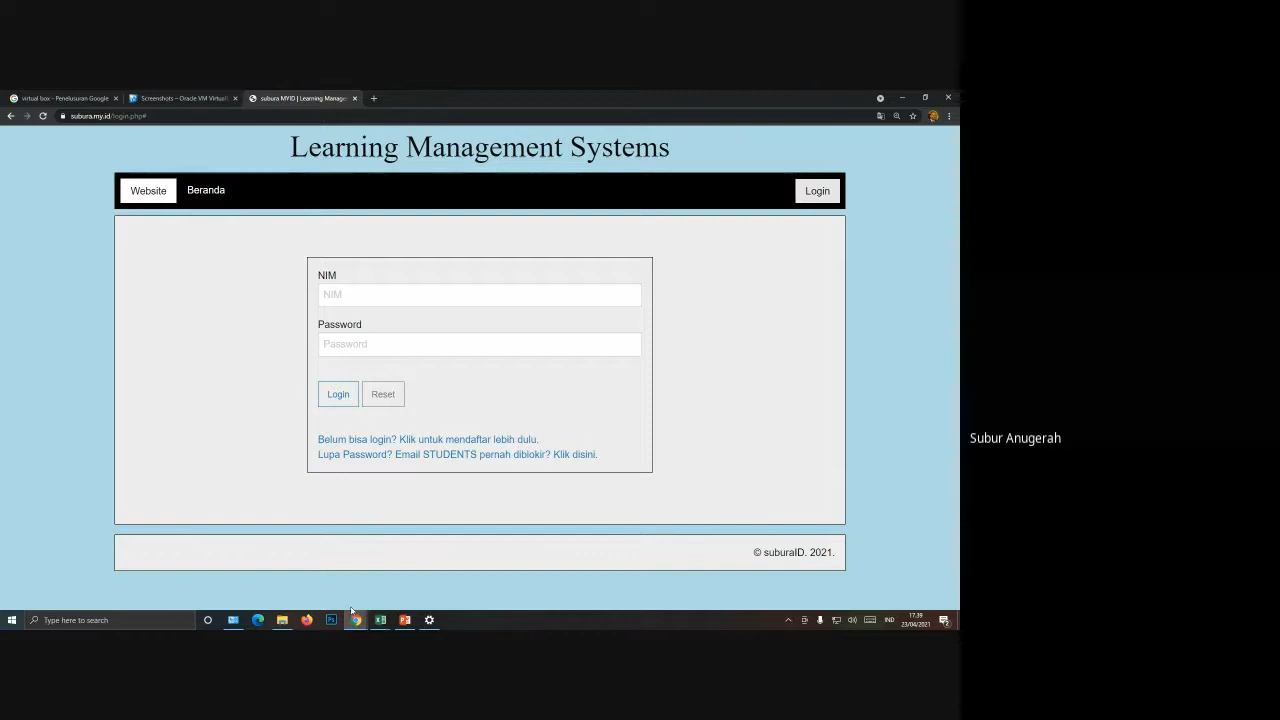 virtual box - Penelusuran Google
Screenshots – Oracle VM Virtual
subura MYID | Learning Manage
subura.my.id/login.php#
Learning Management Systems
Website
Beranda
Login
NIM
NIM
Password
Password
Login
Reset
Belum bisa login? Klik untuk mendaftar lebih dulu.
Lupa Password? Email STUDENTS pernah diblokir? Klik disini.
© suburaID. 2021.
Subur Anugerah
Type here to search
IND
17.39
23/04/2021